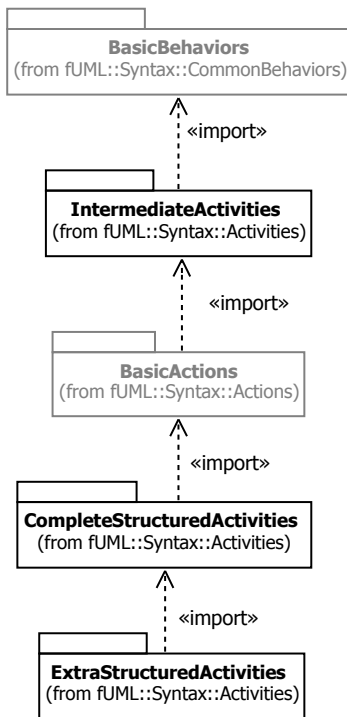 BasicBehaviors
(from fUML::Syntax::CommonBehaviors)
«import»
IntermediateActivities
(from fUML::Syntax::Activities)
«import»
BasicActions
(from fUML::Syntax::Actions)
«import»
CompleteStructuredActivities
(from fUML::Syntax::Activities)
«import»
ExtraStructuredActivities
(from fUML::Syntax::Activities)